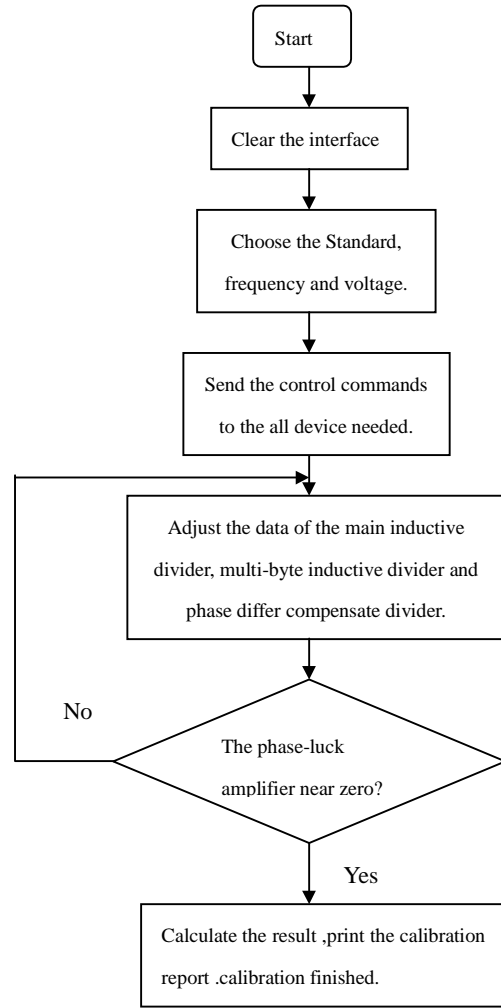 Start
Clear the interface
Choose the Standard,
frequency and voltage.
Send the control commands
to the all device needed.
Adjust the data of the main inductive
divider, multi-byte inductive divider and
phase differ compensate divider.
No
The phase-luck
amplifier near zero?
Yes
Calculate the result ,print the calibration
report .calibration finished.